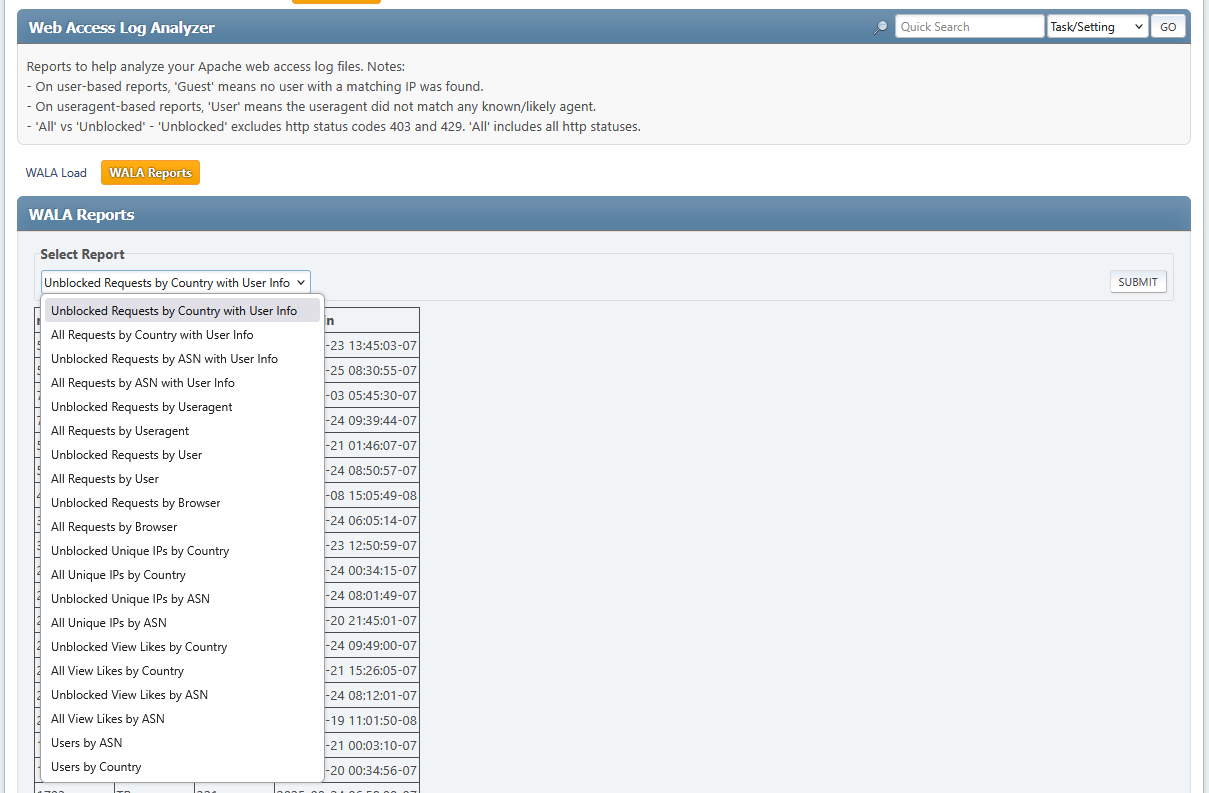 Web Access Log Analyzer
Quick Search
Task/Setting
GO
Reports to help analyze your Apache web access log files. Notes:
- On user-based reports, 'Guest' means no user with a matching IP was found.
- On useragent-based reports, 'User' means the useragent did not match any known/likely agent.
- 'All' vs 'Unblocked' - 'Unblocked' excludes http status codes 403 and 429. 'All' includes all http statuses.
WALA Load
WALA Reports
WALA Reports
Select Report
Unblocked Requests by Country with User Info
SUBMIT
Unblocked Requests by Country with User Info
All Requests by Country with User Info
Unblocked Requests by ASN with User Info
All Requests by ASN with User Info
Unblocked Requests by Useragent
All Requests by Useragent
Unblocked Requests by User
All Requests by User
Unblocked Requests by Browser
All Requests by Browser
Unblocked Unique IPs by Country
All Unique IPs by Country
Unblocked Unique IPs by ASN
All Unique IPs by ASN
Unblocked View Likes by Country
All View Likes by Country
Unblocked View Likes by ASN
All View Likes by ASN
Users by ASN
Users by Country
-23 13:45:03-07
-25 08:30:55-07
-03 05:45:30-07
-24 09:39:44-07
-21 01:46:07-07
-24 08:50:57-07
-08 15:05:49-08
-24 06:05:14-07
-23 12:50:59-07
-24 00:34:15-07
-24 08:01:49-07
-20 21:45:01-07
-24 09:49:00-07
-21 15:26:05-07
-24 08:12:01-07
-19 11:01:50-08
-21 00:03:10-07
-20 00:34:56-07